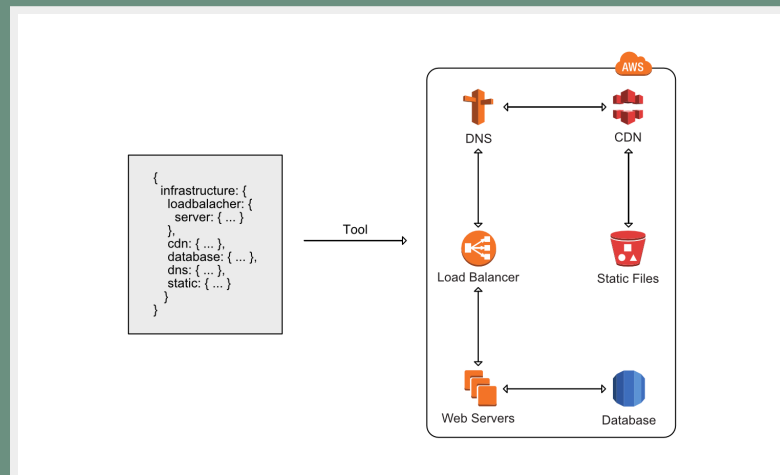 {
infrastructure: {
loadbalacher: {
server: { ... }
},
cdn: { ... },
database: { ... },
dns: { ... },
static: { ... }
}
}
Tool
AWS
DNS
CDN
Load Balancer
Static Files
Web Servers
Database